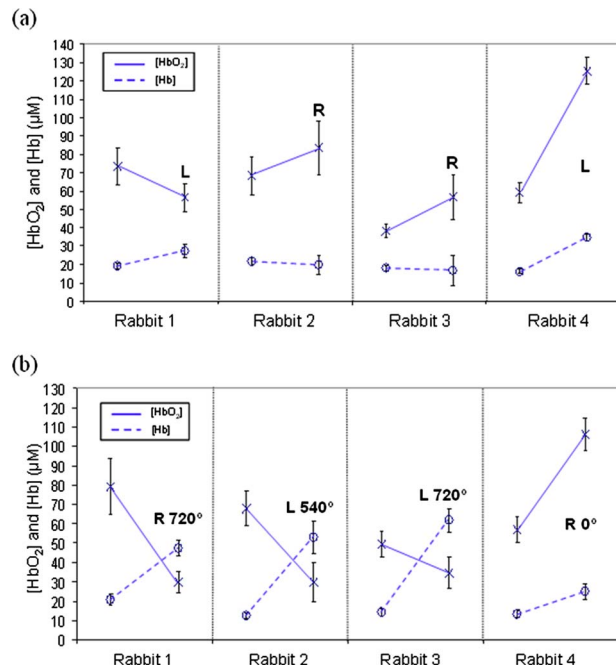 (a)
140
130
120
110
100
90
80
70
60
50
40
30
20
10
0
[HbO₂] and [Hb] (µM)
[HbO₂]
[Hb]
L
R
R
L
Rabbit 1 Rabbit 2 Rabbit 3 Rabbit 4
(b)
130
120
110
100
90
80
70
60
50
40
30
20
10
0
[HbO₂] and [Hb] (µM)
[HbO₂]
[Hb]
R 720°
L 540°
L 720°
R 0°
Rabbit 1 Rabbit 2 Rabbit 3 Rabbit 4